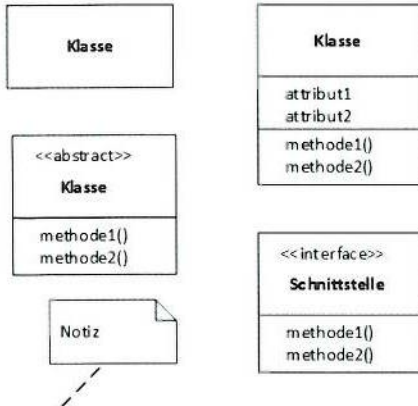 Klasse
Klasse
attribut1
attribut2
methode1()
methode2()
<<abstract>>
Klasse
methode1()
methode2()
<<interface>>
Schnittstelle
methode1()
methode2()
Notiz